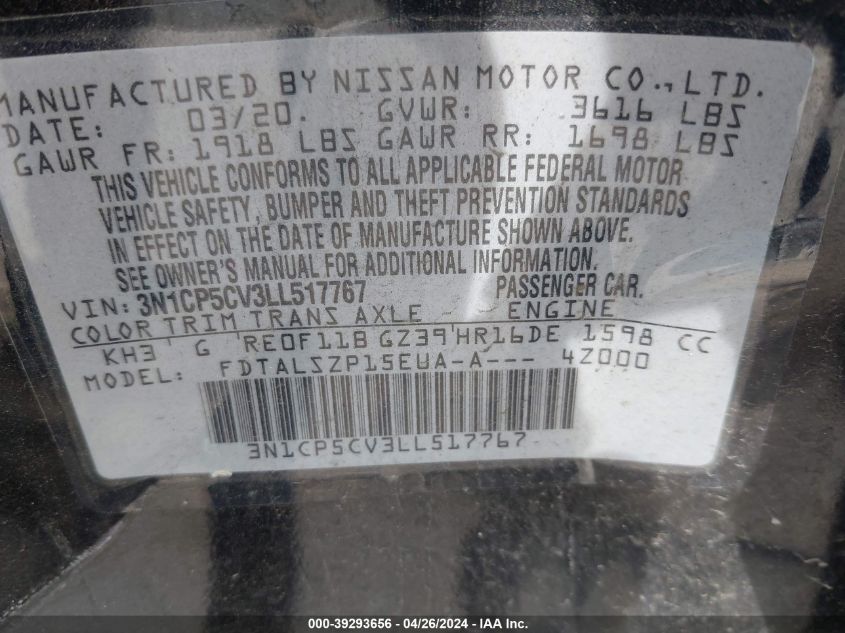 MANUFACTURED BY NISSAN MOTOR CO., LTD.
DATE: 03/20. GVWR: 3616 LBS
GAWR FR: 1918 LBS GAWR RR: 1698 LBS
THIS VEHICLE CONFORMS TO ALL APPLICABLE FEDERAL MOTOR
VEHICLE SAFETY, BUMPER AND THEFT PREVENTION STANDARDS
IN EFFECT ON THE DATE OF MANUFACTURE SHOWN ABOVE.
SEE OWNER'S MANUAL FOR ADDITIONAL INFORMATION.
VIN: 3N1CP5CV3LL517767 PASSENGER CAR.
COLOR TRIM TRANS AXLE ENGINE
KH3 G RE0F11B GZ39 HR16DE 1598 CC
MODEL: FDTALSZP15EUA-A--- 4Z000
3N1CP5CV3LL517767
000-39293656 - 04/26/2024 - IAA Inc.